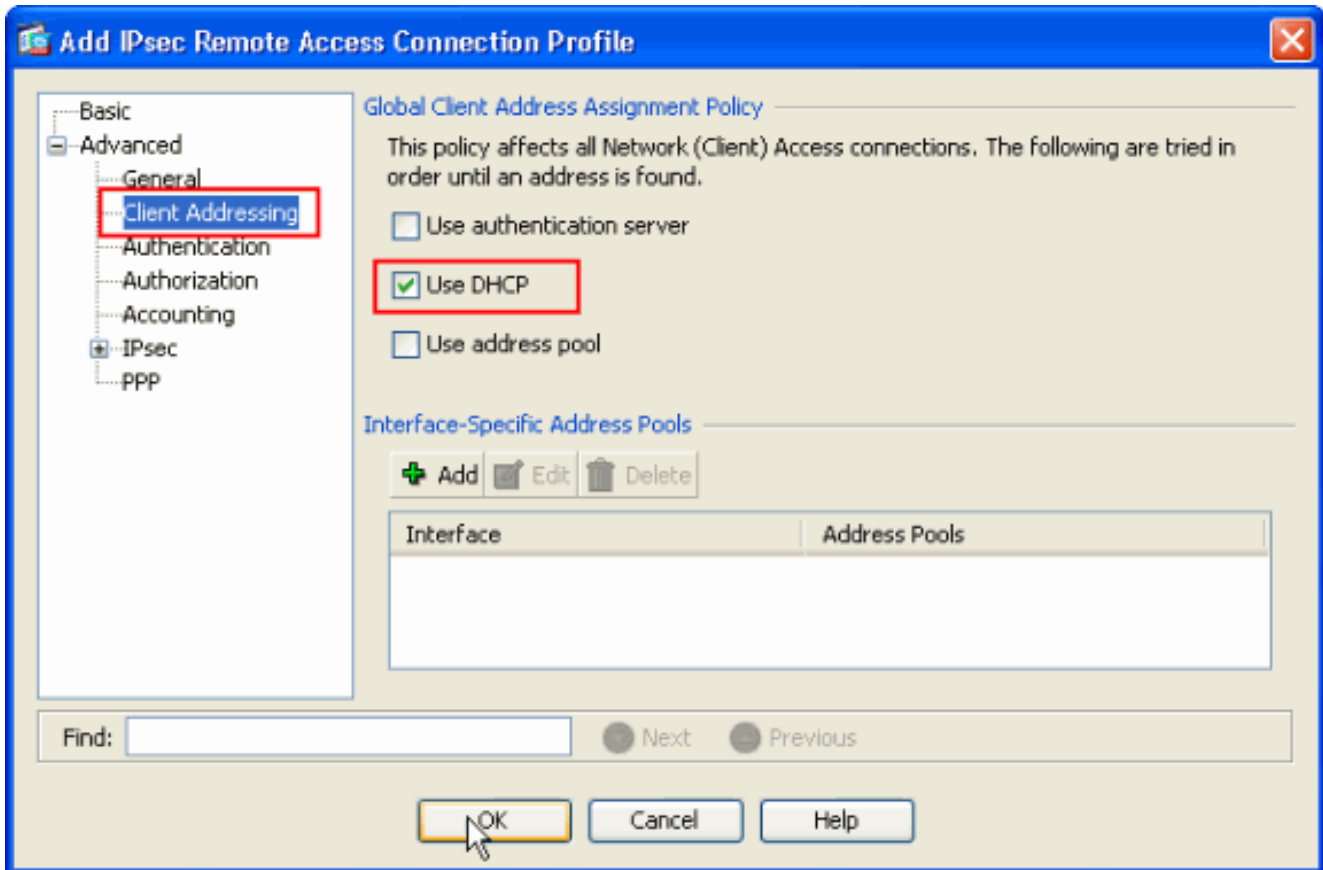 Add IPsec Remote Access Connection Profile
Basic
Advanced
General
Client Addressing
Authentication
Authorization
Accounting
IPsec
PPP
Global Client Address Assignment Policy
This policy affects all Network (Client) Access connections. The following are tried in
order until an address is found.
Use authentication server
Use DHCP
Use address pool
Interface-Specific Address Pools
Add Edit Delete
Interface Address Pools
Find: Next Previous
OK Cancel Help